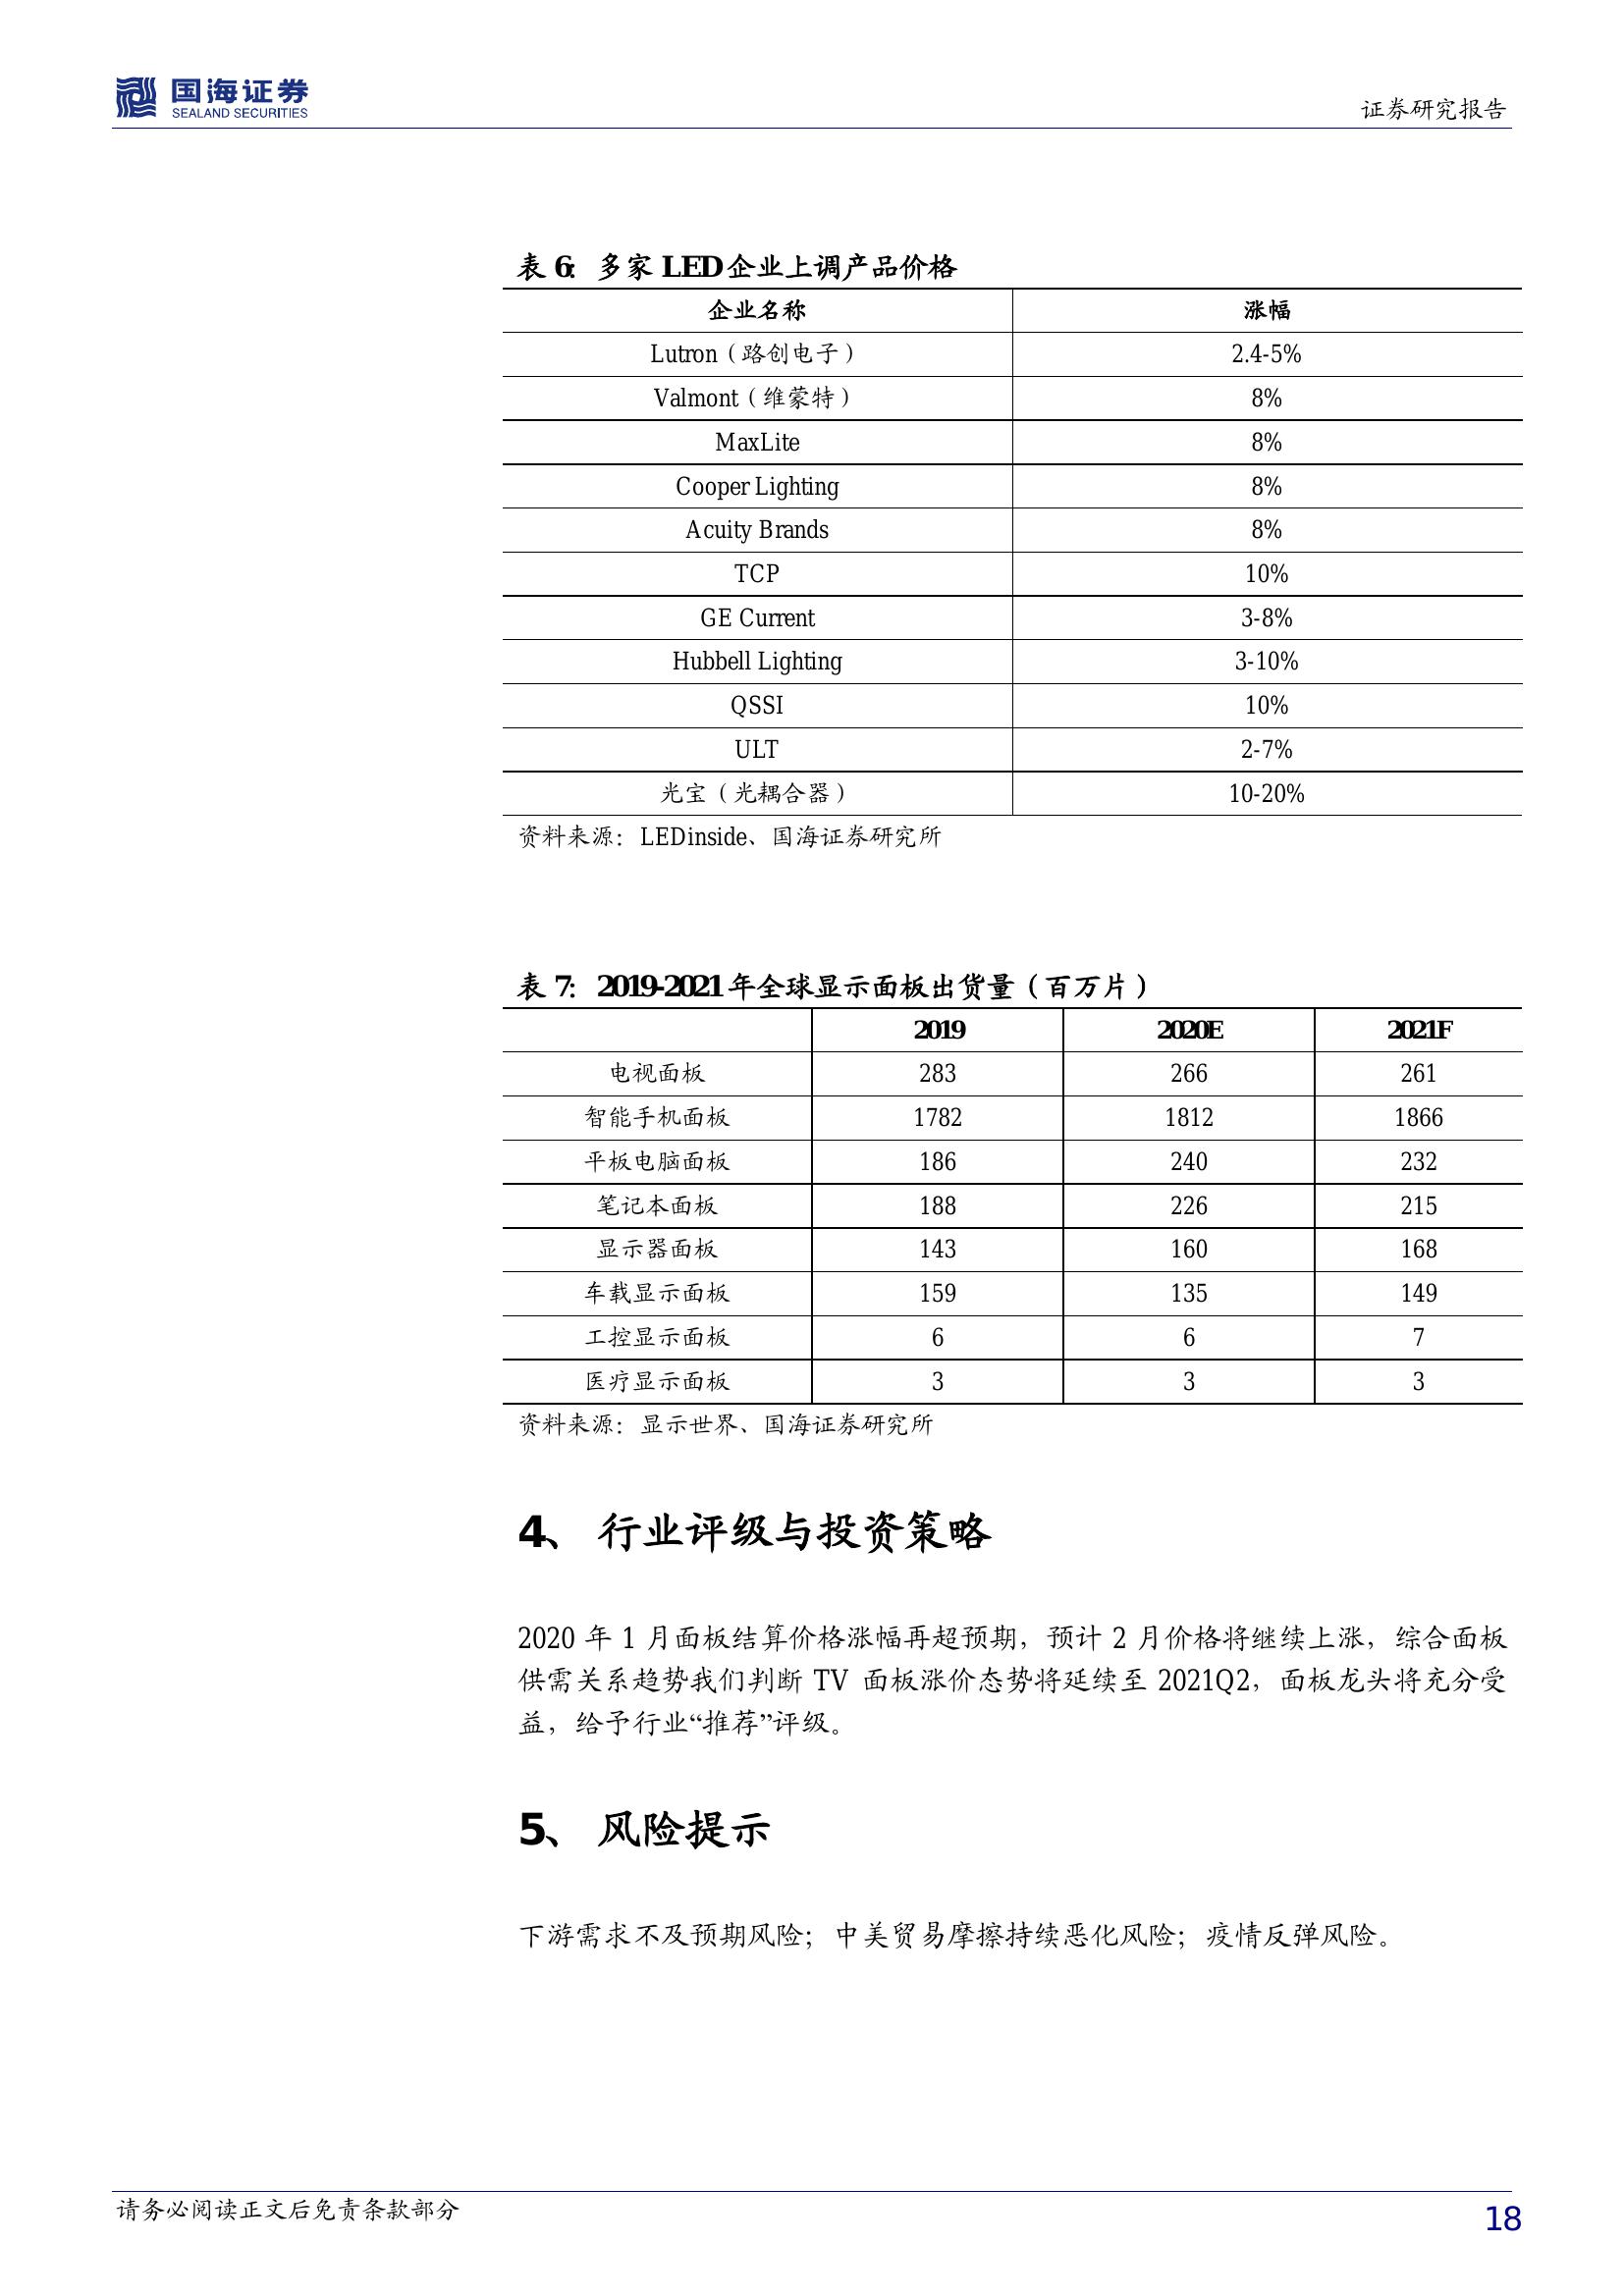 国海证券
SEALAND SECURITIES
证券研究报告
表 6：多家 LED 企业上调产品价格
企业名称 涨幅
Lutron（路创电子） 2.4-5%
Valmont（维蒙特） 8%
MaxLite 8%
Cooper Lighting 8%
Acuity Brands 8%
TCP 10%
GE Current 3-8%
Hubbell Lighting 3-10%
QSSI 10%
ULT 2-7%
光宝（光耦合器） 10-20%
资料来源：LEDinside、国海证券研究所
表 7：2019-2021 年全球显示面板出货量（百万片）
2019 2020E 2021F
电视面板 283 266 261
智能手机面板 1782 1812 1866
平板电脑面板 186 240 232
笔记本面板 188 226 215
显示器面板 143 160 168
车载显示面板 159 135 149
工控显示面板 6 6 7
医疗显示面板 3 3 3
资料来源：显示世界、国海证券研究所
4、 行业评级与投资策略
2020 年 1 月面板结算价格涨幅再超预期，预计 2 月价格将继续上涨，综合面板
供需关系趋势我们判断 TV 面板涨价态势将延续至 2021Q2，面板龙头将充分受
益，给予行业“推荐”评级。
5、 风险提示
下游需求不及预期风险；中美贸易摩擦持续恶化风险；疫情反弹风险。
请务必阅读正文后免责条款部分
18